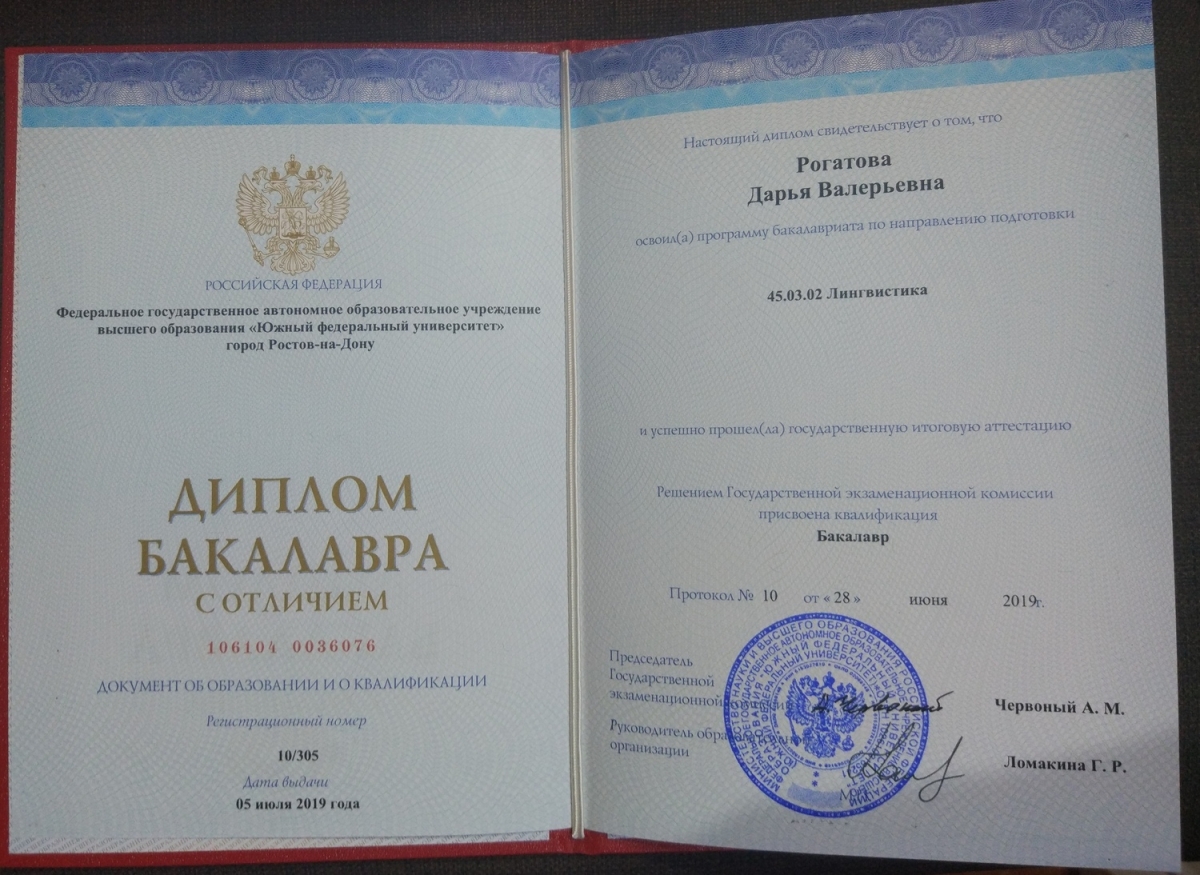 РОССИЙСКАЯ ФЕДЕРАЦИЯ
Федеральное государственное автономное образовательное учреждение
высшего образования «Южный федеральный университет»
город Ростов-на-Дону
ДИПЛОМ
БАКАЛАВРА
С ОТЛИЧИЕМ
106104 0036076
ДОКУМЕНТ ОБ ОБРАЗОВАНИИ И О КВАЛИФИКАЦИИ
Регистрационный номер
10/305
Дата выдачи
05 июля 2019 года
Настоящий диплом свидетельствует о том, что
Рогатова
Дарья Валерьевна
освоил(а) программу бакалавриата по направлению подготовки
45.03.02 Лингвистика
и успешно прошел(ла) государственную итоговую аттестацию
Решением Государственной экзаменационной комиссии
присвоена квалификация
Бакалавр
Протокол № 10 от « 28 » июня 2019г.
Председатель
Государственной
экзаменационной
Червоный А. М.
Руководитель
организации
Ломакина Г. Р.
М.П.